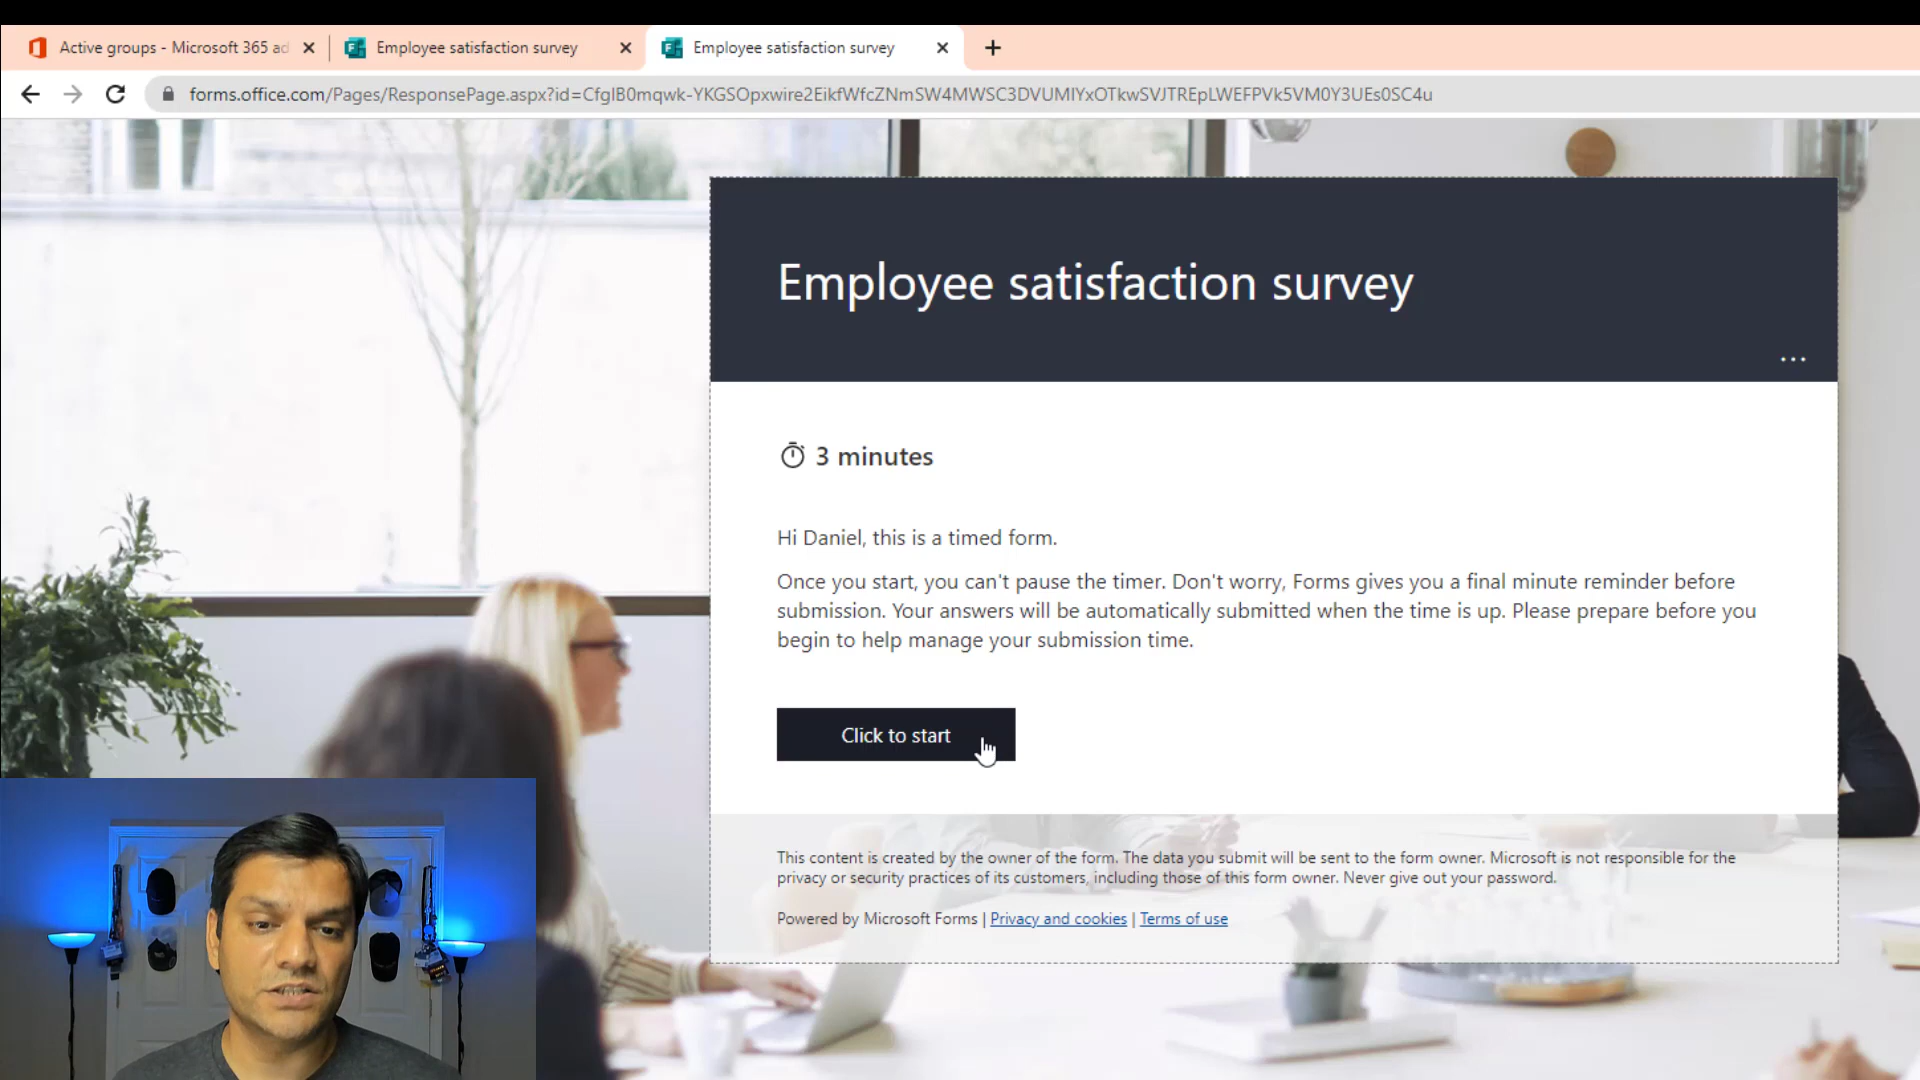 Active groups - Microsoft 365 ad
Employee satisfaction survey
Employee satisfaction survey
forms.office.com/Pages/ResponsePage.aspx?id=CfglB0mqwk-YKGSOpxwire2EikfWfcZNmSW4MWSC3DVUMlYxOTkwSVJTREpLWEFPVk5VM0Y3UEs0SC4u
Employee satisfaction survey
...
3 minutes
Hi Daniel, this is a timed form.
Once you start, you can't pause the timer. Don't worry, Forms gives you a final minute reminder before
submission. Your answers will be automatically submitted when the time is up. Please prepare before you
begin to help manage your submission time.
Click to start
This content is created by the owner of the form. The data you submit will be sent to the form owner. Microsoft is not responsible for the
privacy or security practices of its customers, including those of this form owner. Never give out your password.
Powered by Microsoft Forms | Privacy and cookies | Terms of use